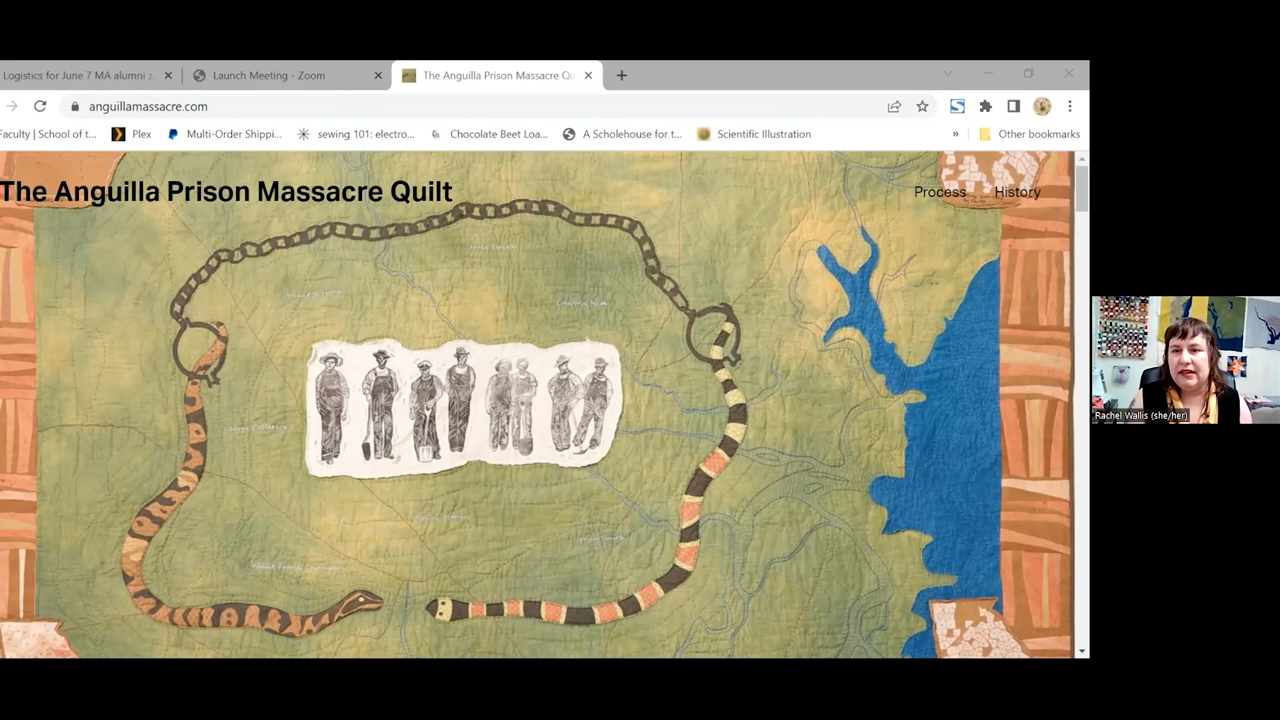 Logistics for June 7 MA alumni z
Launch Meeting - Zoom
The Anguilla Prison Massacre Qu
anguillamassacre.com
Faculty | School of t...
Plex
Multi-Order Shippi...
sewing 101: electro...
Chocolate Beet Loa...
A Scholehouse for t...
Scientific Illustration
»
Other bookmarks
The Anguilla Prison Massacre Quilt
Process
History
Rachel Wallis (she/her)